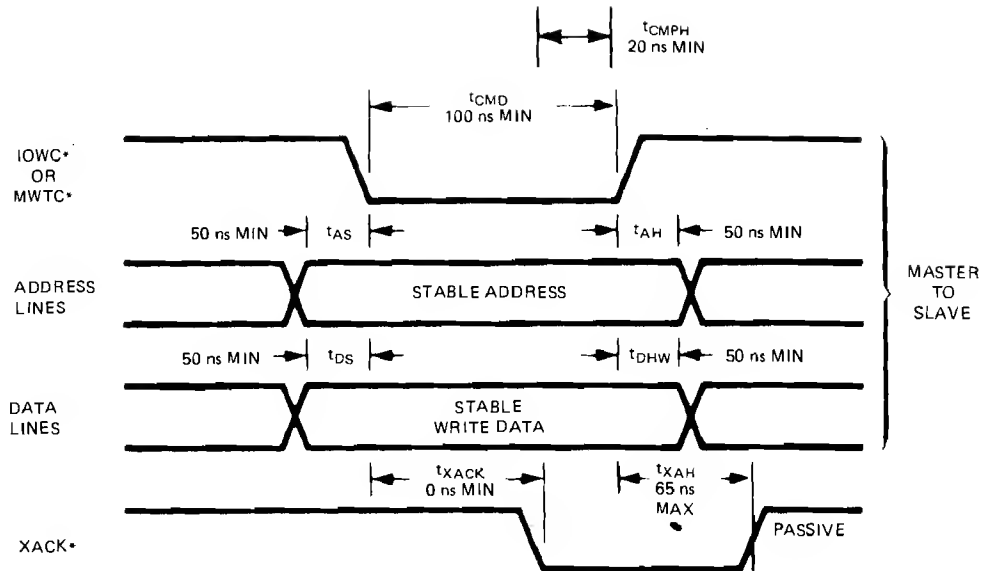 tCMPH
20 ns MIN
tCMD
100 ns MIN
IOWC*
OR
MWTC*
50 ns MIN
tAS
tAH
50 ns MIN
ADDRESS
LINES
STABLE ADDRESS
MASTER
TO
SLAVE
50 ns MIN
tDS
tDHW
50 ns MIN
DATA
LINES
STABLE
WRITE DATA
tXACK
0 ns MIN
tXAH
65 ns
MAX
XACK*
PASSIVE